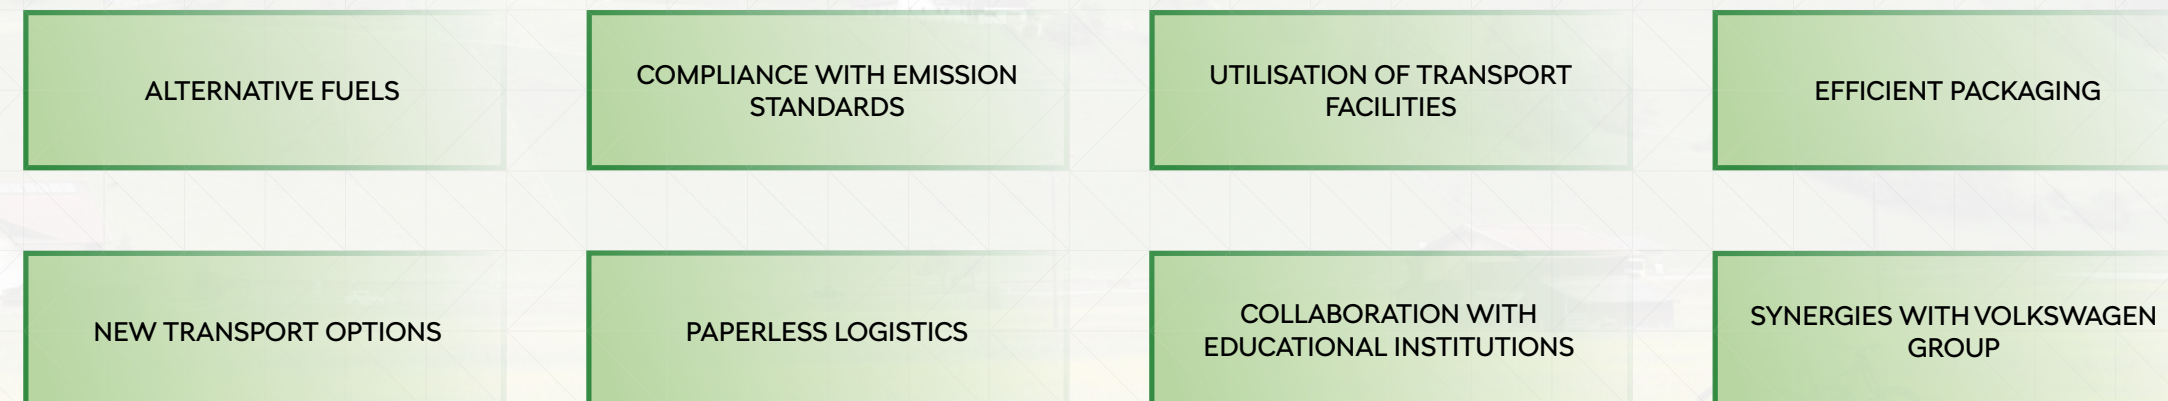 ALTERNATIVE FUELS
COMPLIANCE WITH EMISSION
STANDARDS
UTILISATION OF TRANSPORT
FACILITIES
EFFICIENT PACKAGING
NEW TRANSPORT OPTIONS
PAPERLESS LOGISTICS
COLLABORATION WITH
EDUCATIONAL INSTITUTIONS
SYNERGIES WITH VOLKSWAGEN
GROUP